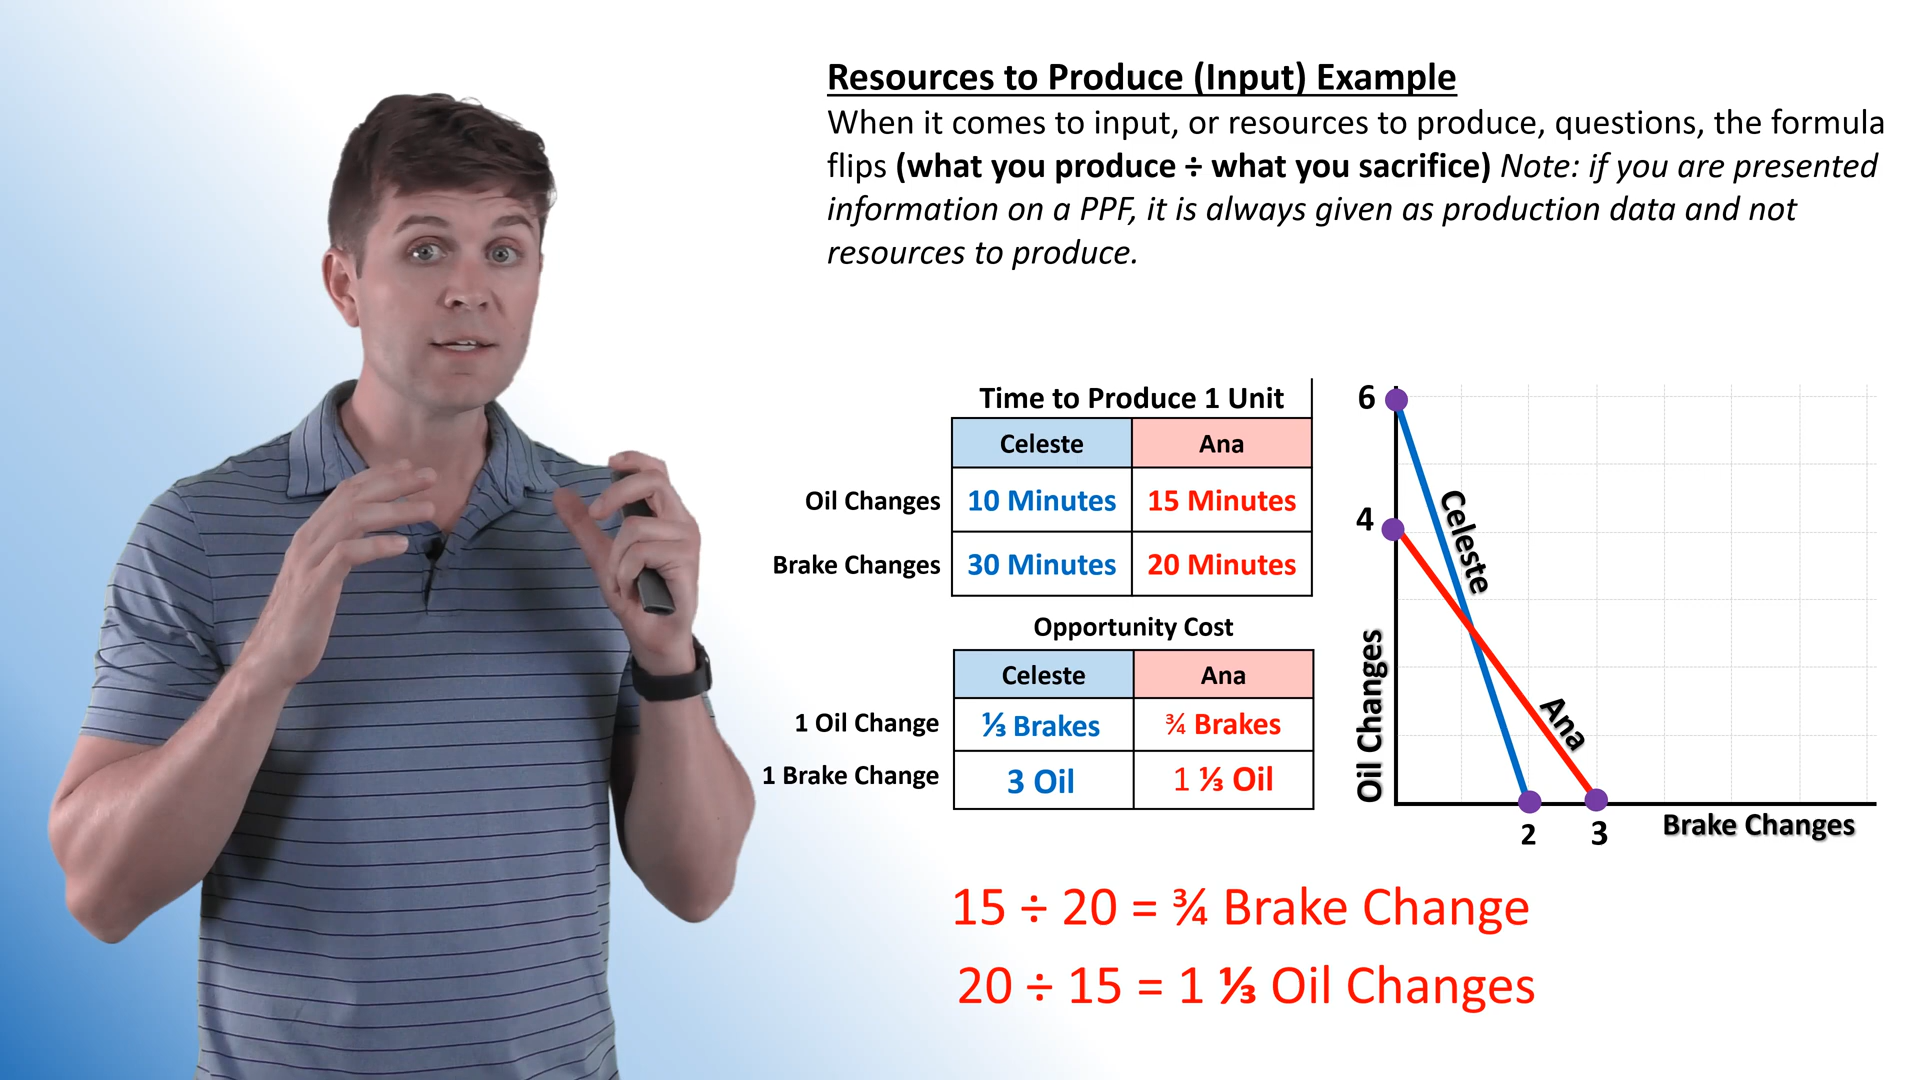 Resources to Produce (Input) Example
When it comes to input, or resources to produce, questions, the formula
flips (what you produce ÷ what you sacrifice) Note: if you are presented
information on a PPF, it is always given as production data and not
resources to produce.
Time to Produce 1 Unit
Celeste Ana
Oil Changes 10 Minutes 15 Minutes
Brake Changes 30 Minutes 20 Minutes
Opportunity Cost
Celeste Ana
1 Oil Change ⅓ Brakes ¾ Brakes
1 Brake Change 3 Oil 1 ⅓ Oil
6
4
Celeste
Ana
Oil Changes
2 3
Brake Changes
15 ÷ 20 = ¾ Brake Change
20 ÷ 15 = 1 ⅓ Oil Changes